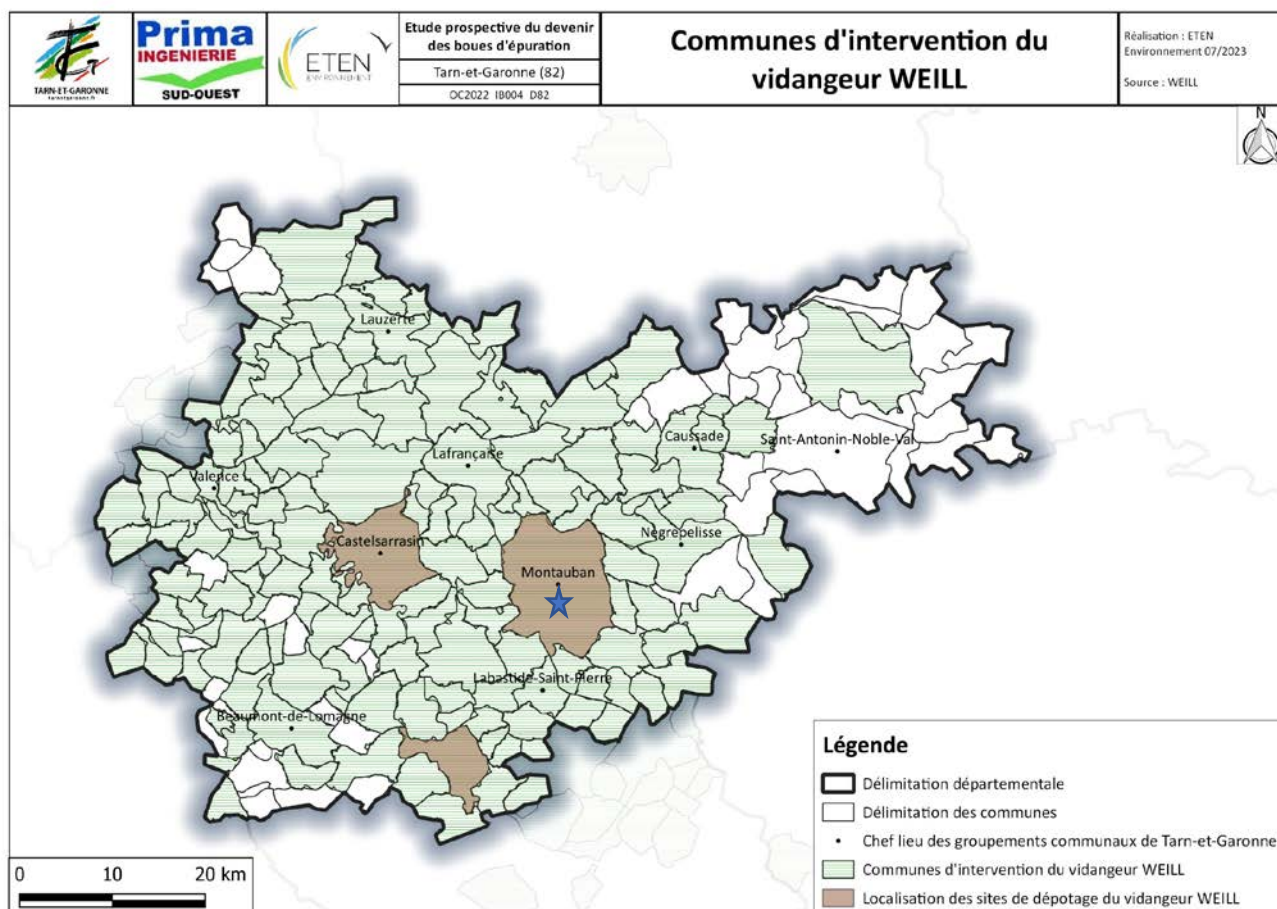 TARN-ET-GARONNE
tarnetgaronne.fr
Prima
INGENIERIE
SUD-OUEST
ETEN
ENVIRONNEMENT
Etude prospective du devenir
des boues d'épuration
Tarn-et-Garonne (82)
OC2022_IB004_D82
Communes d'intervention du
vidangeur WEILL
Réalisation : ETEN
Environnement 07/2023
Source : WEILL
N
Lauzerte
Caussade
Saint-Antonin-Noble-Val
Lafrançaise
Valence
Castelsarrasin
Nègrepelisse
Montauban
Labastide-Saint-Pierre
Beaumont-de-Lomagne
Légende
Délimitation départementale
Délimitation des communes
Chef lieu des groupements communaux de Tarn-et-Garonne
Communes d'intervention du vidangeur WEILL
Localisation des sites de dépotage du vidangeur WEILL
0 10 20 km